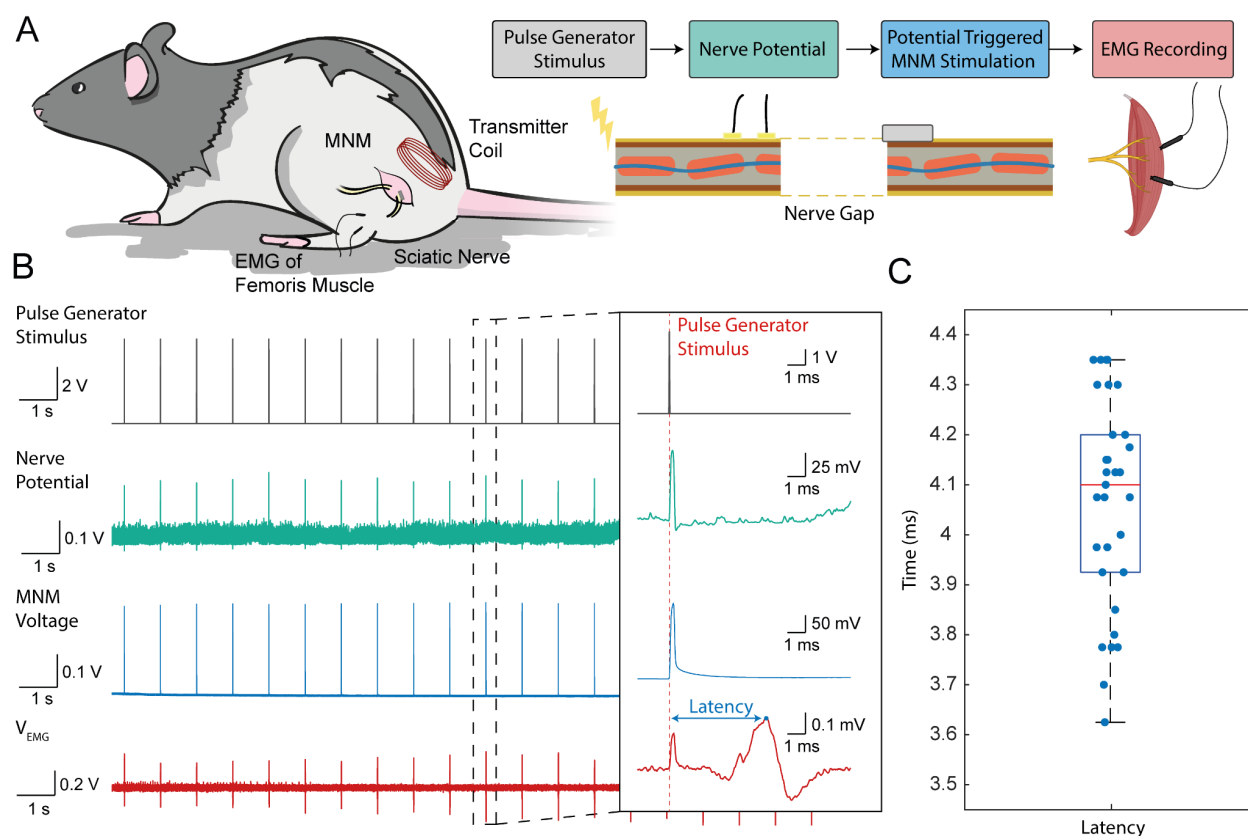 A
Pulse Generator
Stimulus
Nerve Potential
Potential Triggered
MNM Stimulation
EMG Recording
MNM
Transmitter
Coil
Nerve Gap
EMG of
Femoris Muscle
Sciatic Nerve
B
Pulse Generator
Stimulus
2 V
1 s
Nerve
Potential
0.1 V
1 s
MNM
Voltage
0.1 V
1 s
VEMG
0.2 V
1 s
Pulse Generator
Stimulus
1 V
1 ms
25 mV
1 ms
50 mV
1 ms
Latency
0.1 mV
1 ms
C
Time (ms)
4.4
4.3
4.2
4.1
4
3.9
3.8
3.7
3.6
3.5
Latency